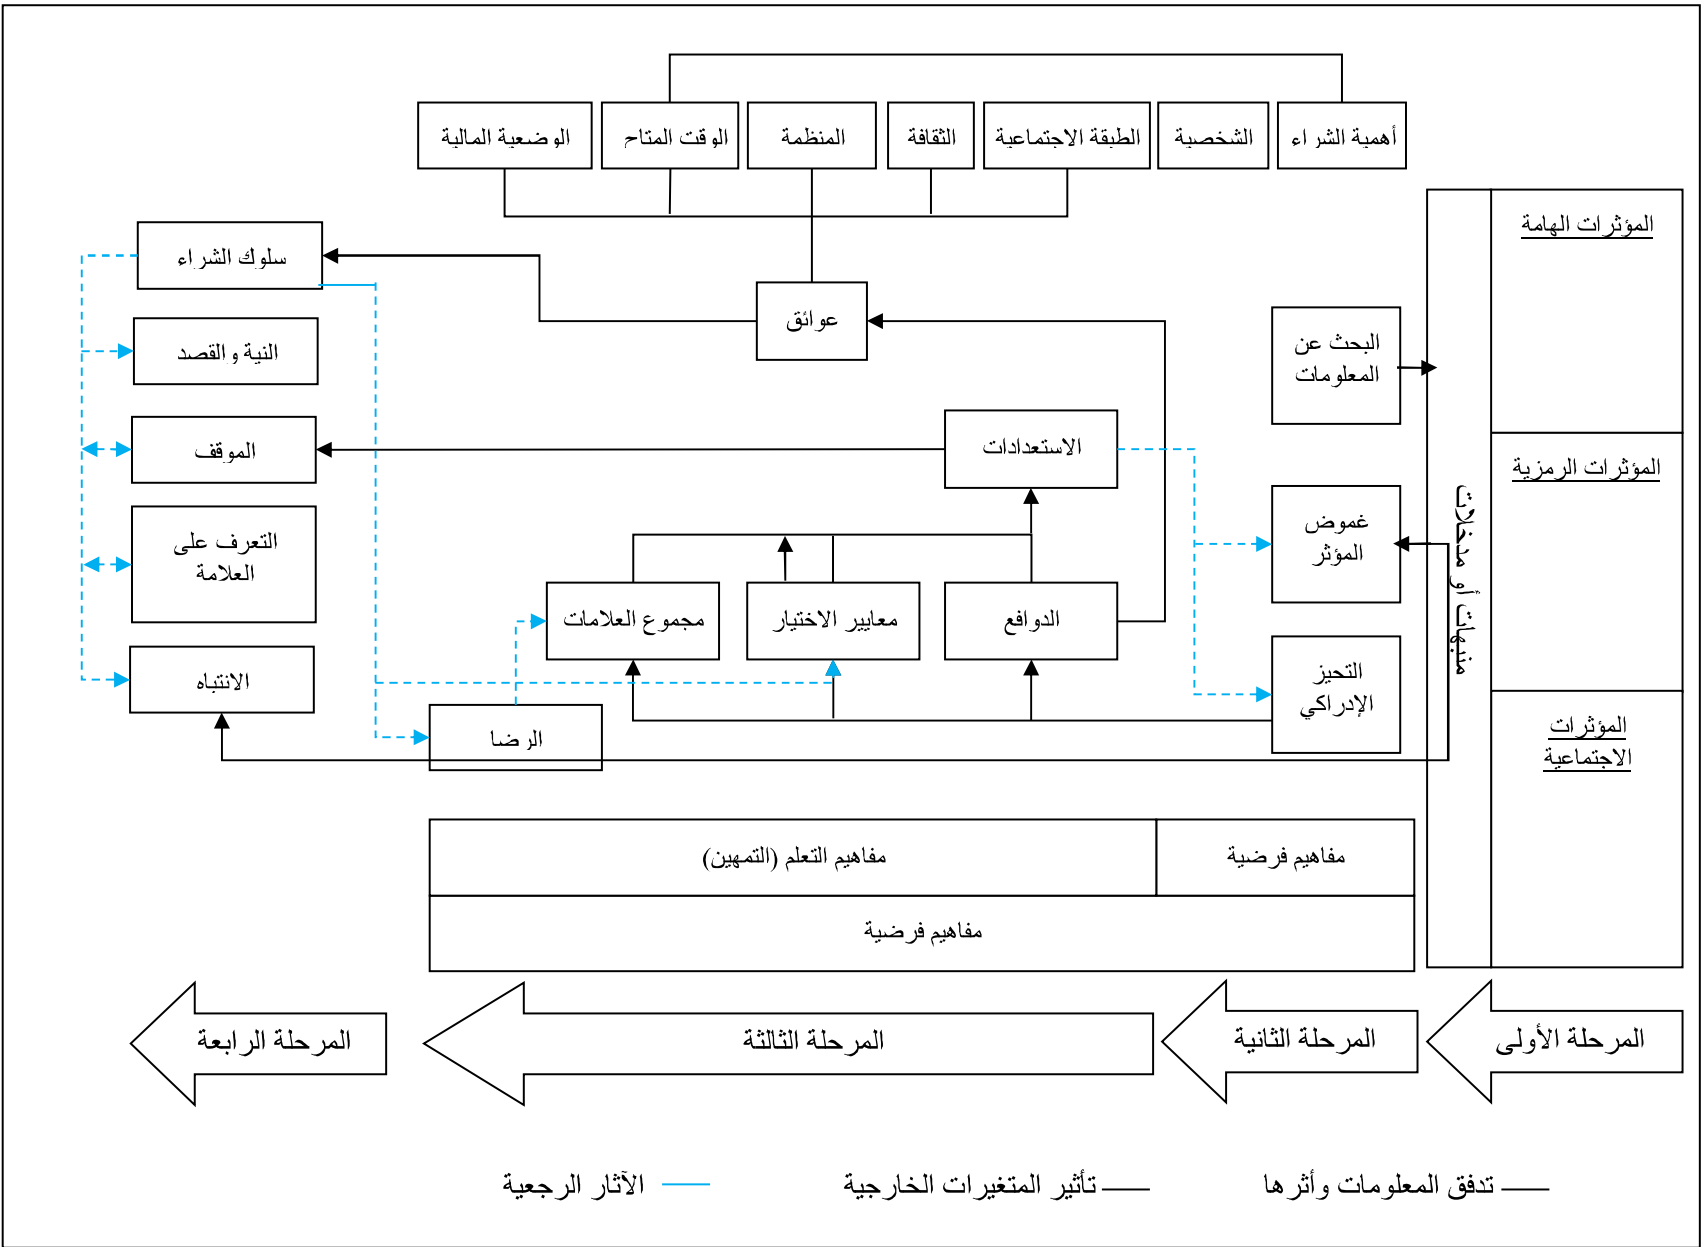 أهمية الشراء
الشخصية
الطبقة الاجتماعية
الثقافة
المنظمة
الوقت المتاح
الوضعية المالية
المؤثرات الهامة
سلوك الشراء
عوائق
البحث عن
المعلومات
النية والقصد
الاستعدادات
الموقف
المؤثرات الرمزية
منبهات أو مدخلات
غموض
المؤثر
التعرف على
العلامة
الدوافع
معايير الاختيار
مجموع العلامات
التحيز
الإدراكي
الانتباه
الرضا
المؤثرات
الاجتماعية
مفاهيم فرضية
مفاهيم التعلم (التمهين)
مفاهيم فرضية
المرحلة الأولى
المرحلة الثانية
المرحلة الثالثة
المرحلة الرابعة
تدفق المعلومات وأثرها
تأثير المتغيرات الخارجية
الآثار الرجعية